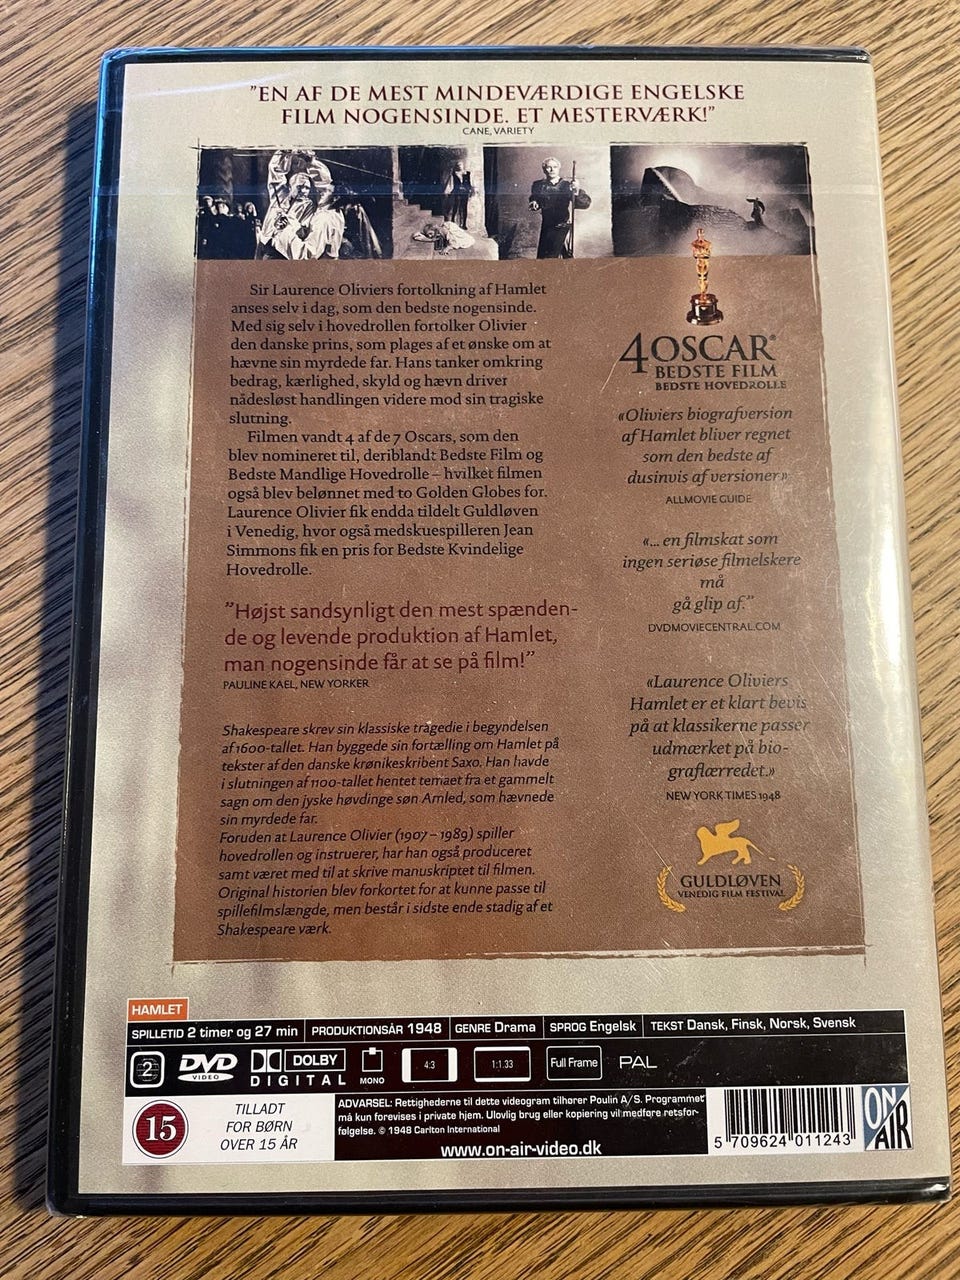 ”EN AF DE MEST MINDEVÆRDIGE ENGELSKE
FILM NOGENSINDE. ET MESTERVÆRK!”
CANE, VARIETY
Sir Laurence Oliviers fortolkning af Hamlet
anses selv i dag, som den bedste nogensinde.
Med sig selv i hovedrollen fortolker Olivier
den danske prins, som plages af et ønske om at
hævne sin myrdede far. Hans tanker omkring
bedrag, kærlighed, skyld og hævn driver
nådesløst handlingen videre mod sin tragiske
slutning.
Filmen vandt 4 af de 7 Oscars, som den
blev nomineret til, deriblandt Bedste Film og
Bedste Mandlige Hovedrolle – hvilket filmen
også blev belønnet med to Golden Globes for.
Laurence Olivier fik endda tildelt Guldløven
i Venedig, hvor også medskuespilleren Jean
Simmons fik en pris for Bedste Kvindelige
Hovedrolle.
”Højst sandsynligt den mest spænden-
de og levende produktion af Hamlet,
man nogensinde får at se på film!”
PAULINE KAEL, NEW YORKER
Shakespeare skrev sin klassiske tragedie i begyndelsen
af 1600-tallet. Han byggede sin fortælling om Hamlet på
tekster af den danske krønikeskribent Saxo. Han havde
i slutningen af 1100-tallet hentet temaet fra et gammelt
sagn om den jyske høvdinge søn Amled, som hævnede
sin myrdede far.
Foruden at Laurence Olivier (1907 – 1989) spiller
hovedrollen og instruerer, har han også produceret
samt været med til at skrive manuskriptet til filmen.
Original historien blev forkortet for at kunne passe til
spillefilmslængde, men består i sidste ende stadig af et
Shakespeare værk.
4 OSCAR®
BEDSTE FILM
BEDSTE HOVEDROLLE
«Oliviers biografversion
af Hamlet bliver regnet
som den bedste af
dusinvis af versioner»
ALLMOVIE GUIDE
«... en filmskat som
ingen seriøse filmelskere
må
gå glip af.”
DVDMOVIECENTRAL.COM
«Laurence Oliviers
Hamlet er et klart bevis
på at klassikerne passer
udmærket på bio-
graflærredet.»
NEW YORK TIMES 1948
GULDLØVEN
VENEDIG FILM FESTIVAL
HAMLET
SPILLETID 2 timer og 27 min PRODUKTIONSÅR 1948 GENRE Drama SPROG Engelsk TEKST Dansk, Finsk, Norsk, Svensk
2 DVD VIDEO DOLBY DIGITAL MONO 4:3 1:1.33 Full Frame PAL
15
TILLADT
FOR BØRN
OVER 15 ÅR
ADVARSEL: Rettighederne til dette videogram tilhører Poulin A/S. Programmet
må kun forevises i private hjem. Ulovlig brug eller kopiering vil medføre retsfor-
følgelse. © 1948 Carlton International
www.on-air-video.dk
5 709624 011243
ON AIR